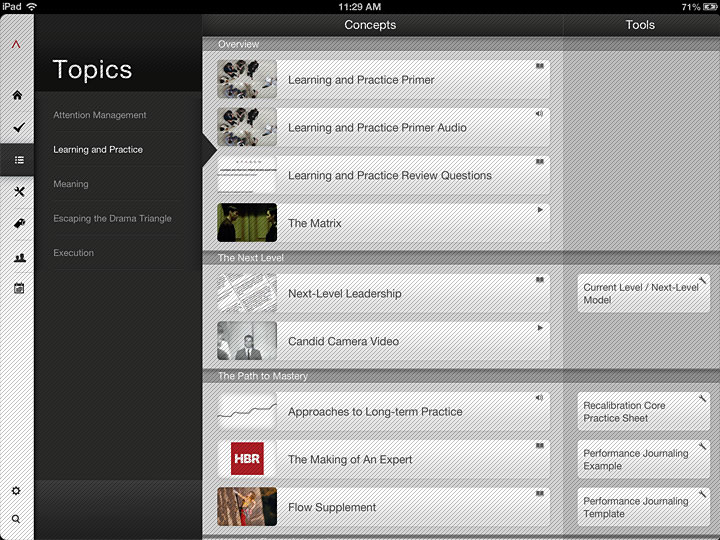 iPad 11:29 AM 71%
Concepts Tools
Topics
Attention Management
Learning and Practice
Meaning
Escaping the Drama Triangle
Execution
Overview
Learning and Practice Primer
Learning and Practice Primer Audio
Learning and Practice Review Questions
The Matrix
The Next Level
Next-Level Leadership
Candid Camera Video
Current Level / Next-Level
Model
The Path to Mastery
Approaches to Long-term Practice
HBR
The Making of An Expert
Flow Supplement
Recalibration Core
Practice Sheet
Performance Journaling
Example
Performance Journaling
Template